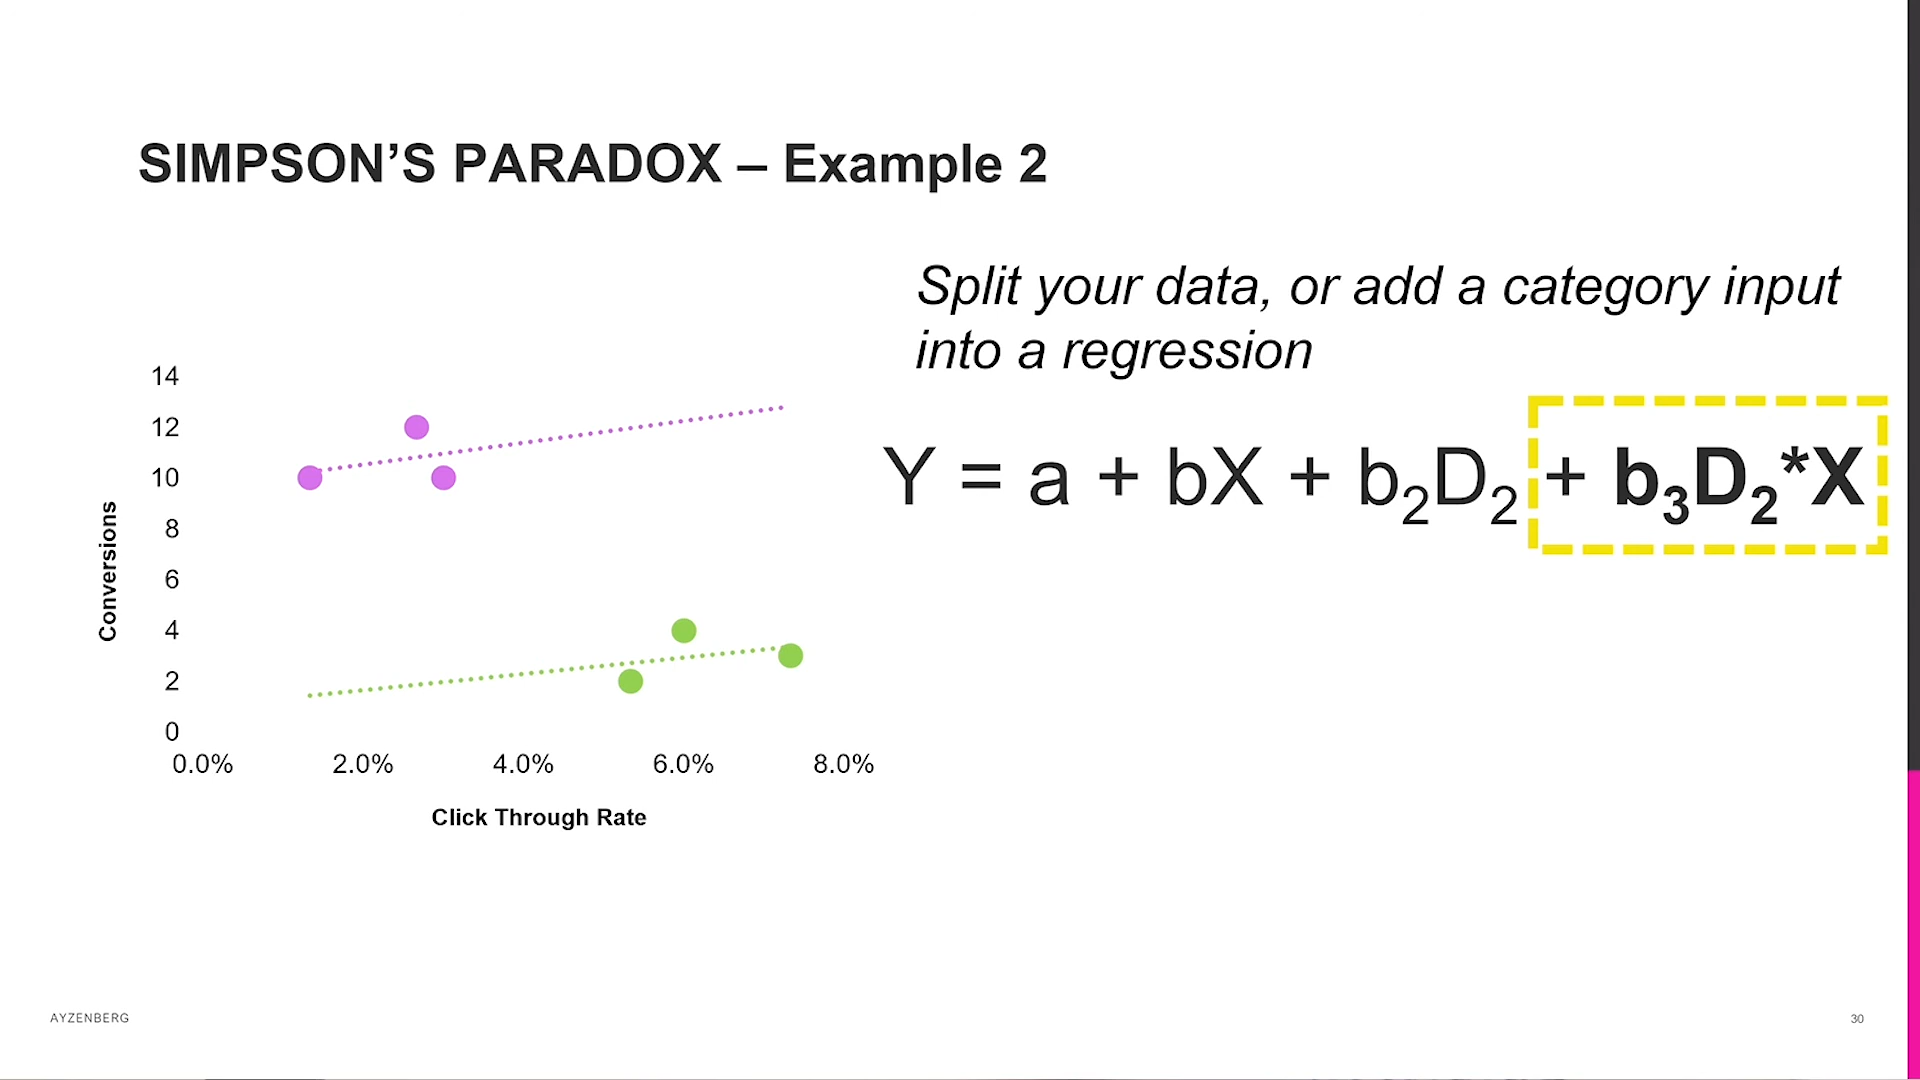 SIMPSON’S PARADOX – Example 2
Split your data, or add a category input
into a regression
Y = a + bX + b₂D₂ + b₃D₂*X
14
12
10
8
6
4
2
0
Conversions
0.0% 2.0% 4.0% 6.0% 8.0%
Click Through Rate
AYZENBERG
30